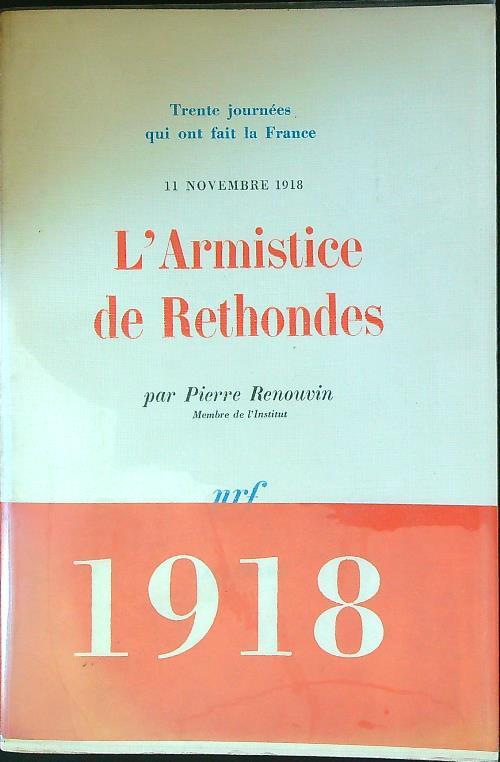 Trente journées
qui ont fait la France
11 NOVEMBRE 1918
L'Armistice
de Rethondes
par Pierre Renouvin
Membre de l'Institut
nrf
1918